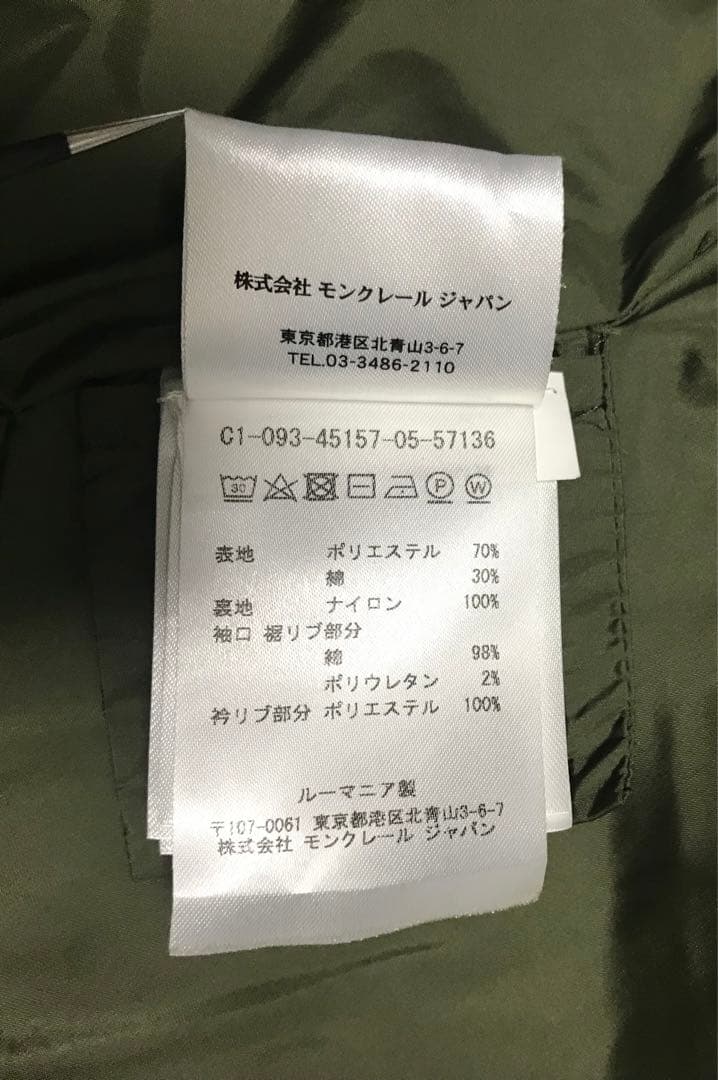 株式会社 モンクレール ジャパン
東京都港区北青山3-6-7
TEL.03-3486-2110
C1-093-45157-05-57136
30 P W
表地 ポリエステル 70%
綿 30%
裏地 ナイロン 100%
袖口 裾リブ部分
綿 98%
ポリウレタン 2%
衿リブ部分 ポリエステル 100%
ルーマニア製
〒107-0061 東京都港区北青山3-6-7
株式会社 モンクレール ジャパン